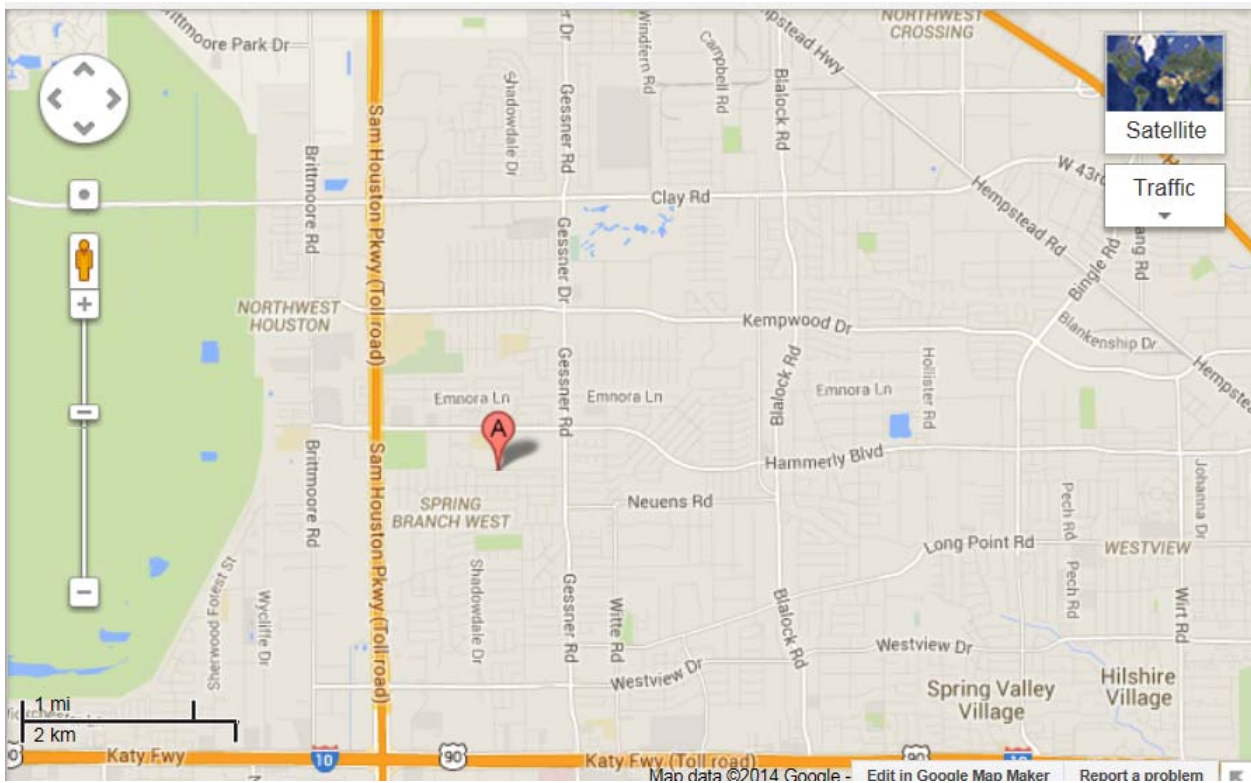 Brittmoore Park Dr
Sam Houston Pkwy (Toll road)
Shadowdale Dr
Gessner Rd
Windfern Rd
Campbell Rd
Blalock Rd
Hempstead Hwy
NORTHWEST
CROSSING
Satellite
Traffic
W 43rd
Clay Rd
Brittmoore Rd
Gessner Dr
Hempstead Rd
Bingle Rd
NORTHWEST
HOUSTON
Kempwood Dr
Blankenship Dr
Hempste
Gessner Rd
Blalock Rd
Hollister Rd
Emnora Ln
Emnora Ln
Emnora Ln
A
Hammerly Blvd
Brittmoore Rd
Sam Houston Pkwy (Toll road)
SPRING
BRANCH WEST
Neuens Rd
Pech Rd
Johanna Dr
Long Point Rd
WESTVIEW
Sherwood Forest St
Wycliffe Dr
Shadowdale Dr
Gessner Rd
Witte Rd
Blalock Rd
Pech Rd
Wirt Rd
Westview Dr
Westview Dr
Spring Valley
Village
Hilshire
Village
1 mi
2 km
Katy Fwy
10
90
Katy Fwy (Toll road)
90
Map data ©2014 Google -
Edit in Google Map Maker
Report a problem